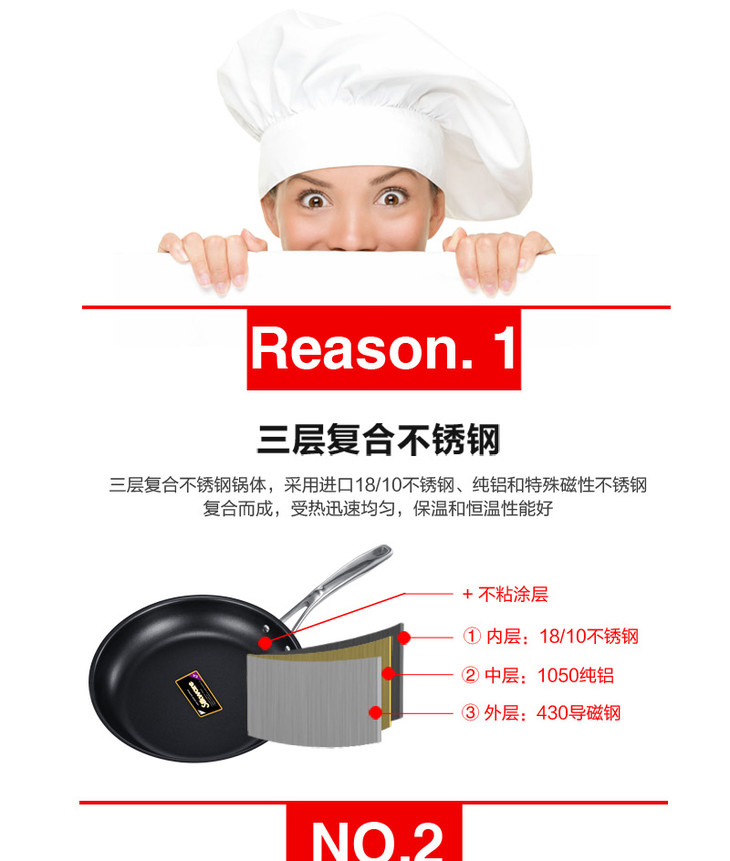 Reason. 1
三层复合不锈钢
三层复合不锈钢锅体，采用进口18/10不锈钢、纯铝和特殊磁性不锈钢
复合而成，受热迅速均匀，保温和恒温性能好
+ 不粘涂层
① 内层：18/10不锈钢
② 中层：1050纯铝
③ 外层：430导磁钢
NO.2